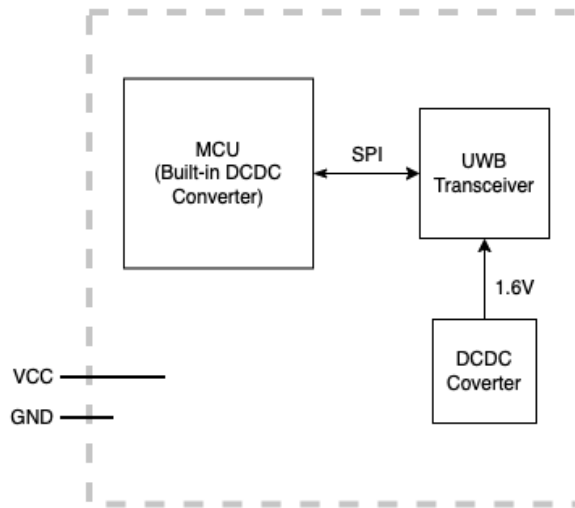 MCU
(Built-in DCDC
Converter)
SPI
UWB
Transceiver
1.6V
DCDC
Coverter
VCC
GND